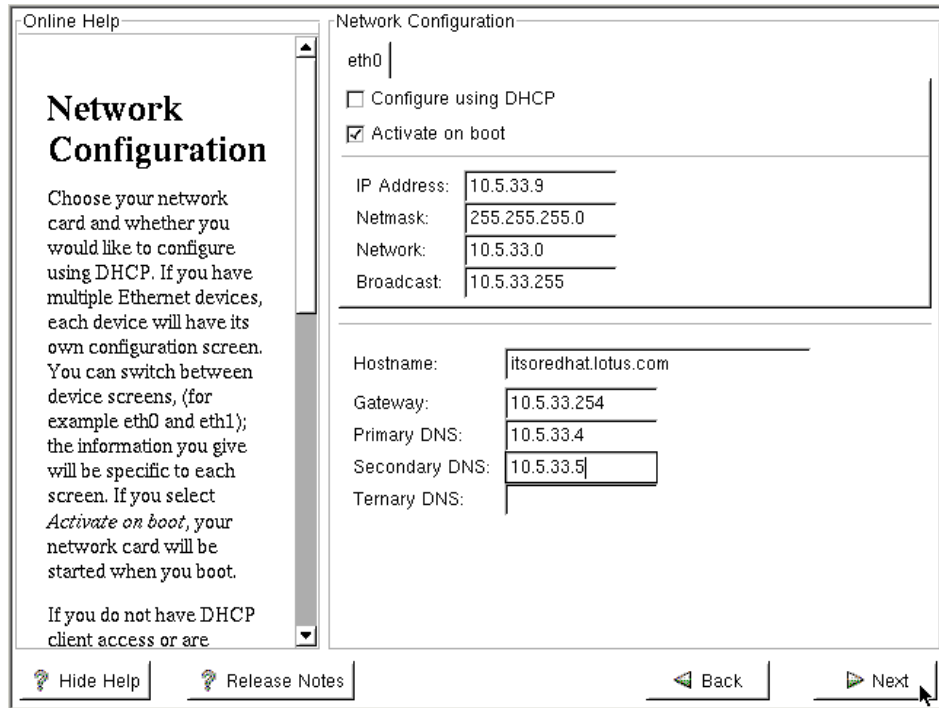 Online Help
Network
Configuration
Choose your network
card and whether you
would like to configure
using DHCP. If you have
multiple Ethernet devices,
each device will have its
own configuration screen.
You can switch between
device screens, (for
example eth0 and eth1);
the information you give
will be specific to each
screen. If you select
Activate on boot, your
network card will be
started when you boot.
If you do not have DHCP
client access or are
Network Configuration
eth0
Configure using DHCP
Activate on boot
IP Address: 10.5.33.9
Netmask: 255.255.255.0
Network: 10.5.33.0
Broadcast: 10.5.33.255
Hostname: itsoredhat.lotus.com
Gateway: 10.5.33.254
Primary DNS: 10.5.33.4
Secondary DNS: 10.5.33.5
Ternary DNS:
Hide Help
Release Notes
Back
Next